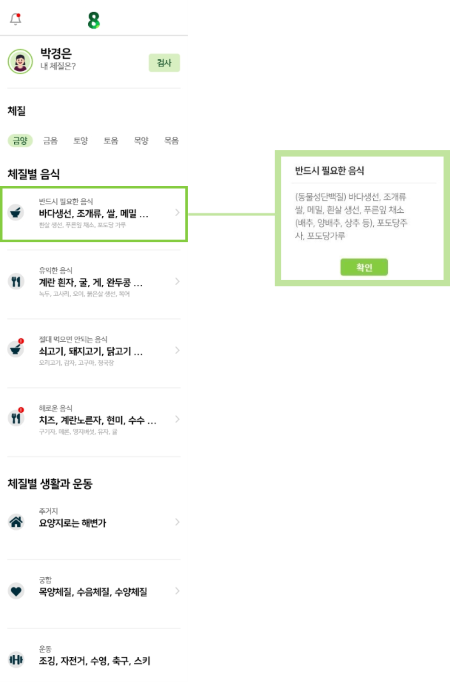 8
박경은
내 체질은?
검사
체질
금양 금음 토양 토음 목양 목음
체질별 음식
반드시 필요한 음식
바다생선, 조개류, 쌀, 메밀 ...
흰살 생선, 푸른잎 채소, 포도당 가루
유익한 음식
계란 흰자, 굴, 게, 완두콩 ...
녹두, 고사리, 오이, 붉은살 생선, 복어
절대 먹으면 안되는 음식
쇠고기, 돼지고기, 닭고기 ...
오리고기, 감자, 고구마, 청국장
해로운 음식
치즈, 계란노른자, 현미, 수수 ...
구기자, 메론, 영지버섯, 유자, 귤
체질별 생활과 운동
주거지
요양지로는 해변가
궁합
목양체질, 수음체질, 수양체질
운동
조깅, 자전거, 수영, 축구, 스키
반드시 필요한 음식
(동물성단백질) 바다생선, 조개류
쌀, 메밀, 흰살 생선, 푸른잎 채소
(배추, 양배추, 상추 등), 포도당주
사, 포도당가루
확인